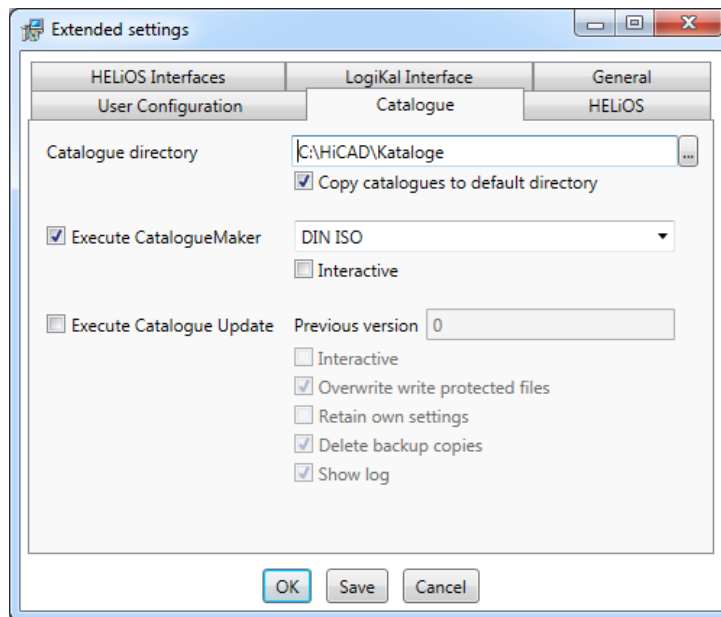 Extended settings
HELiOS Interfaces
LogiKal Interface
General
User Configuration
Catalogue
HELiOS
Catalogue directory
C:\HiCAD\Kataloge
...
Copy catalogues to default directory
Execute CatalogueMaker
DIN ISO
Interactive
Execute Catalogue Update
Previous version
0
Interactive
Overwrite write protected files
Retain own settings
Delete backup copies
Show log
OK
Save
Cancel